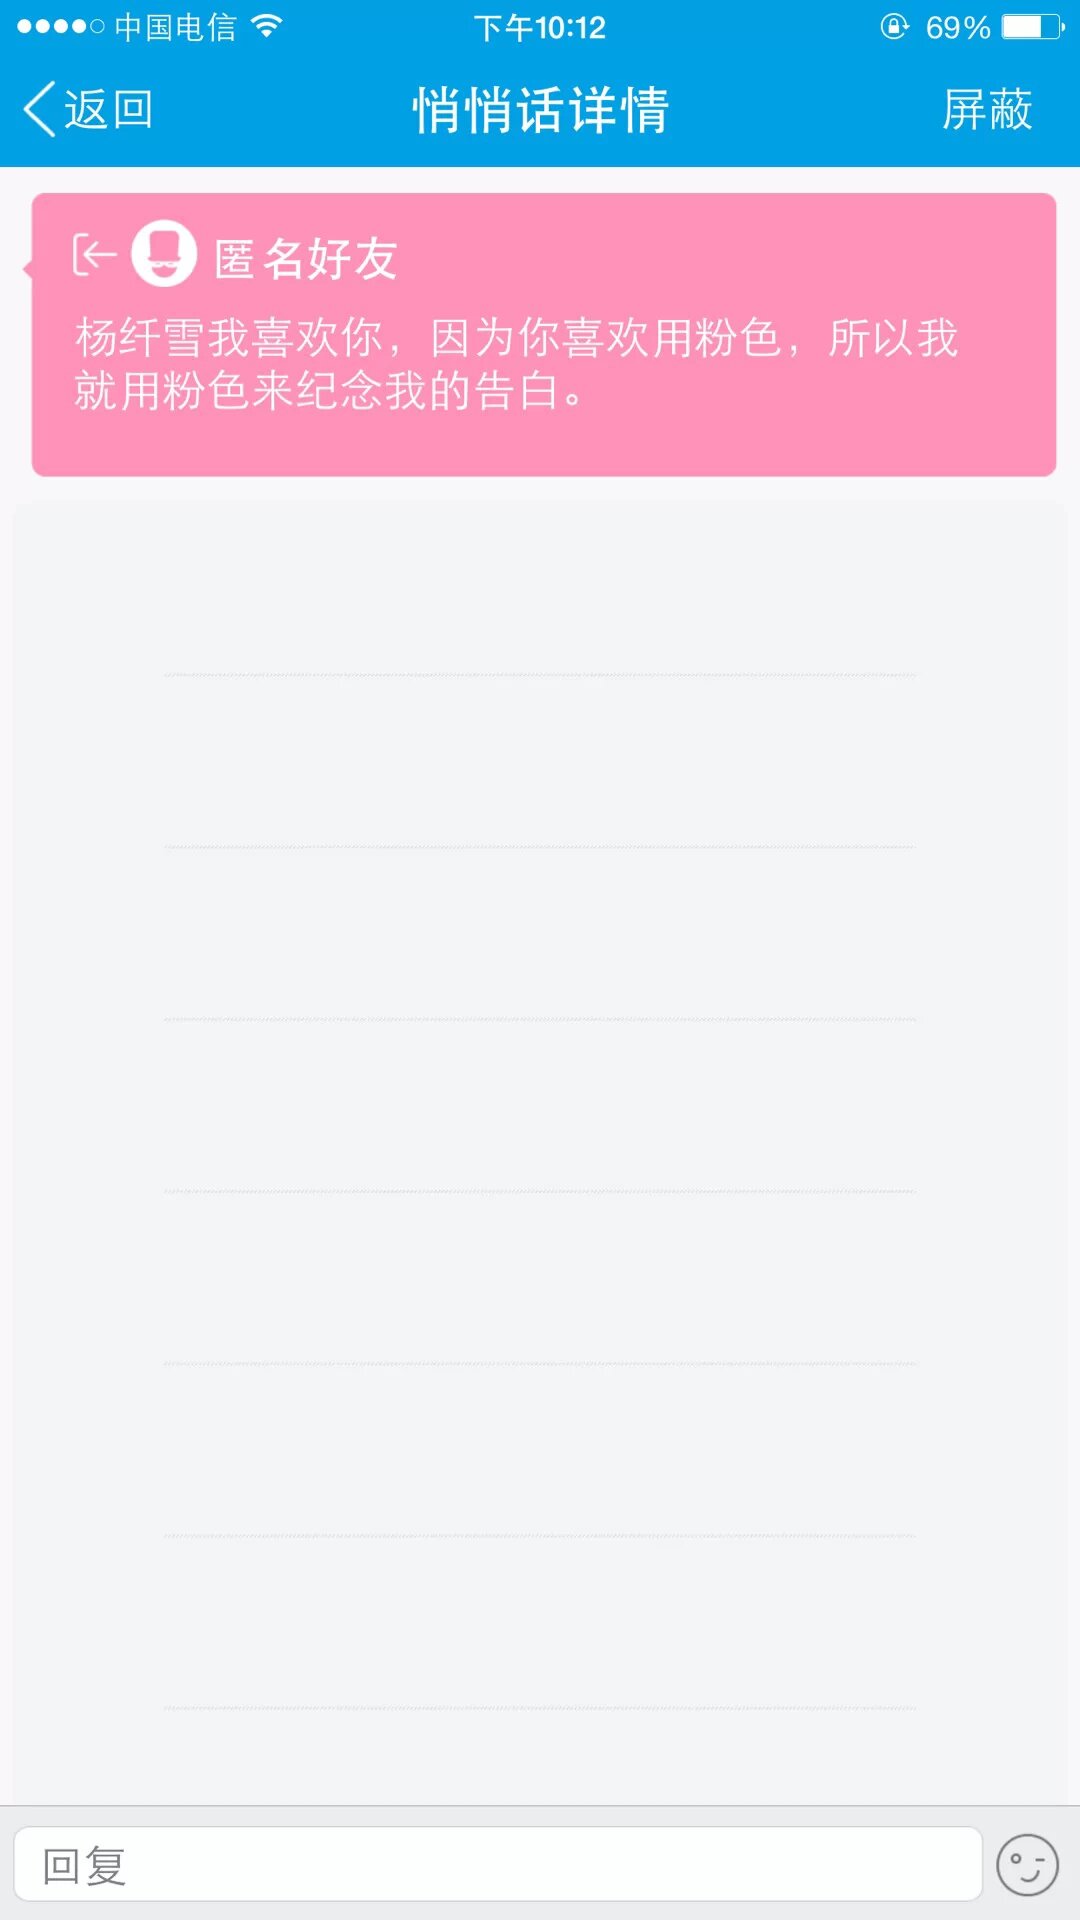 中国电信 下午10:12 69%
返回 悄悄话详情 屏蔽
匿名好友
杨纤雪我喜欢你，因为你喜欢用粉色，所以我
就用粉色来纪念我的告白。
回复